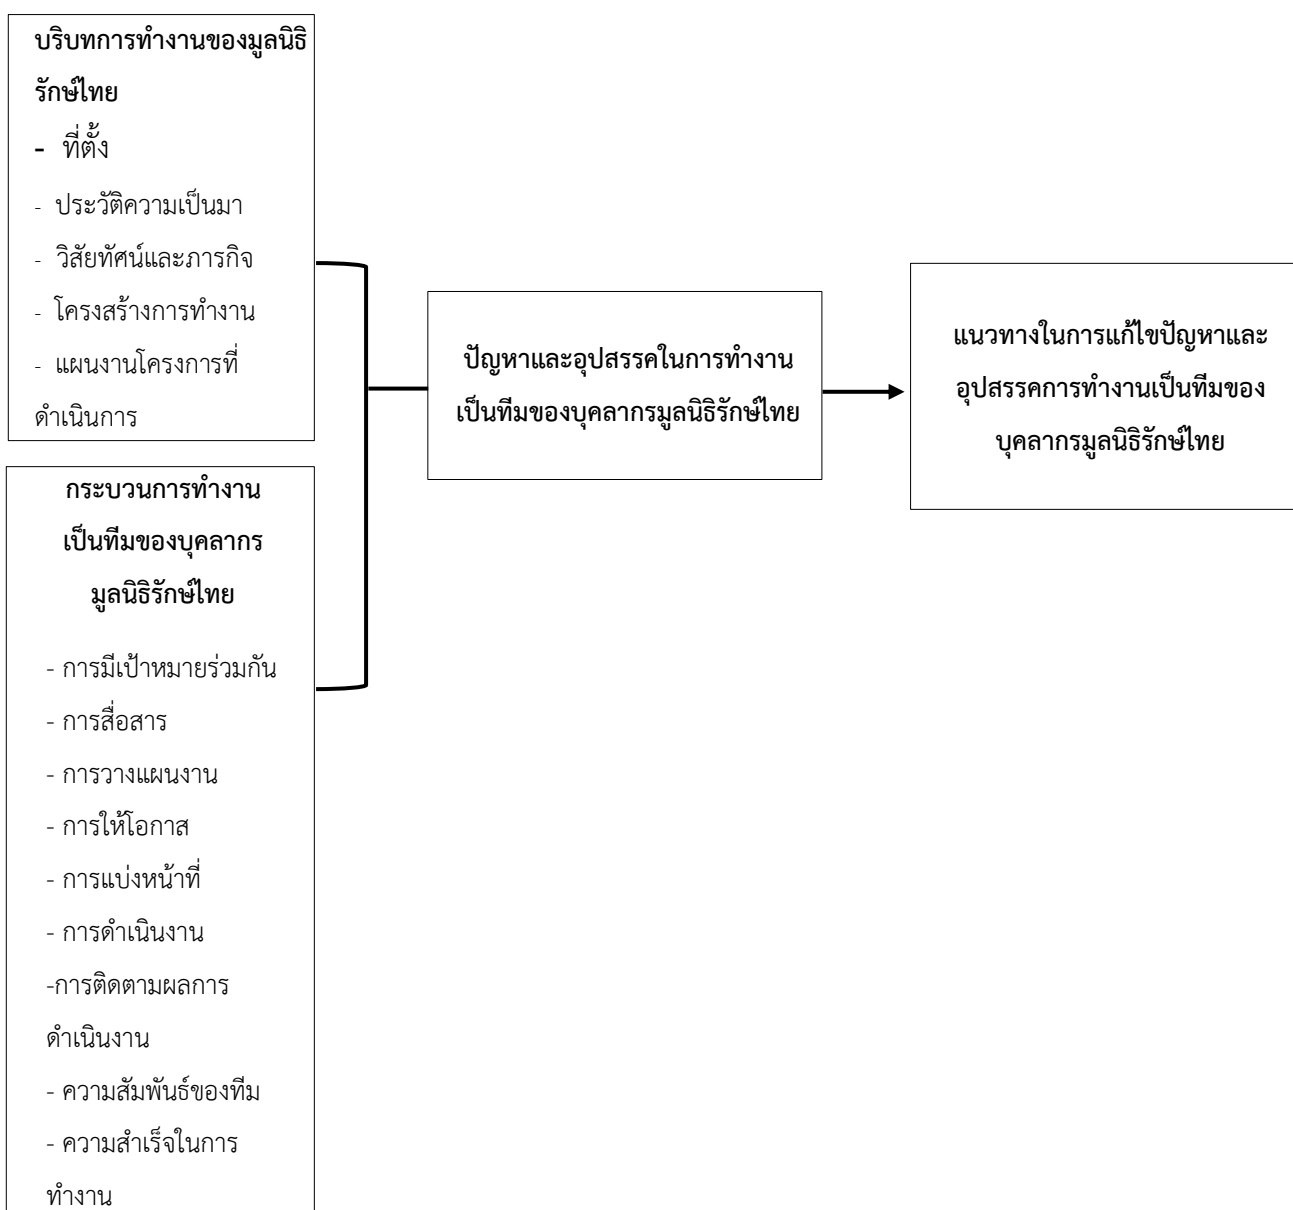 บริบทการทำงานของมูลนิธิ
รักษ์ไทย
- ที่ตั้ง
- ประวัติความเป็นมา
- วิสัยทัศน์และภารกิจ
- โครงสร้างการทำงาน
- แผนงานโครงการที่
ดำเนินการ
กระบวนการทำงาน
เป็นทีมของบุคลากร
มูลนิธิรักษ์ไทย
- การมีเป้าหมายร่วมกัน
- การสื่อสาร
- การวางแผนงาน
- การให้โอกาส
- การแบ่งหน้าที่
- การดำเนินงาน
-การติดตามผลการ
ดำเนินงาน
- ความสัมพันธ์ของทีม
- ความสำเร็จในการ
ทำงาน
ปัญหาและอุปสรรคในการทำงาน
เป็นทีมของบุคลากรมูลนิธิรักษ์ไทย
แนวทางในการแก้ไขปัญหาและ
อุปสรรคการทำงานเป็นทีมของ
บุคลากรมูลนิธิรักษ์ไทย